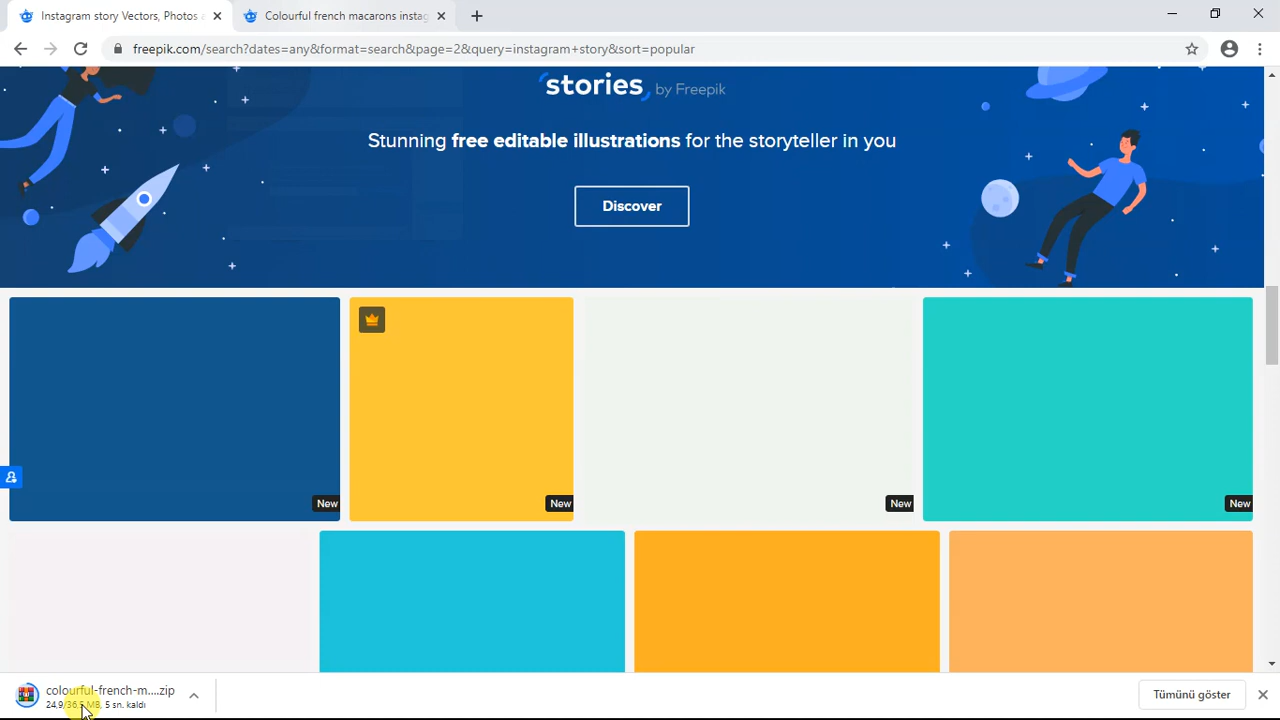 Instagram story Vectors, Photos a
Colourful french macarons instag
freepik.com/search?dates=any&format=search&page=2&query=instagram+story&sort=popular
stories by Freepik
Stunning free editable illustrations for the storyteller in you
Discover
New
New
New
New
colourful-french-m....zip
24,9/36,5 MB, 5 sn. kaldı
Tümünü göster